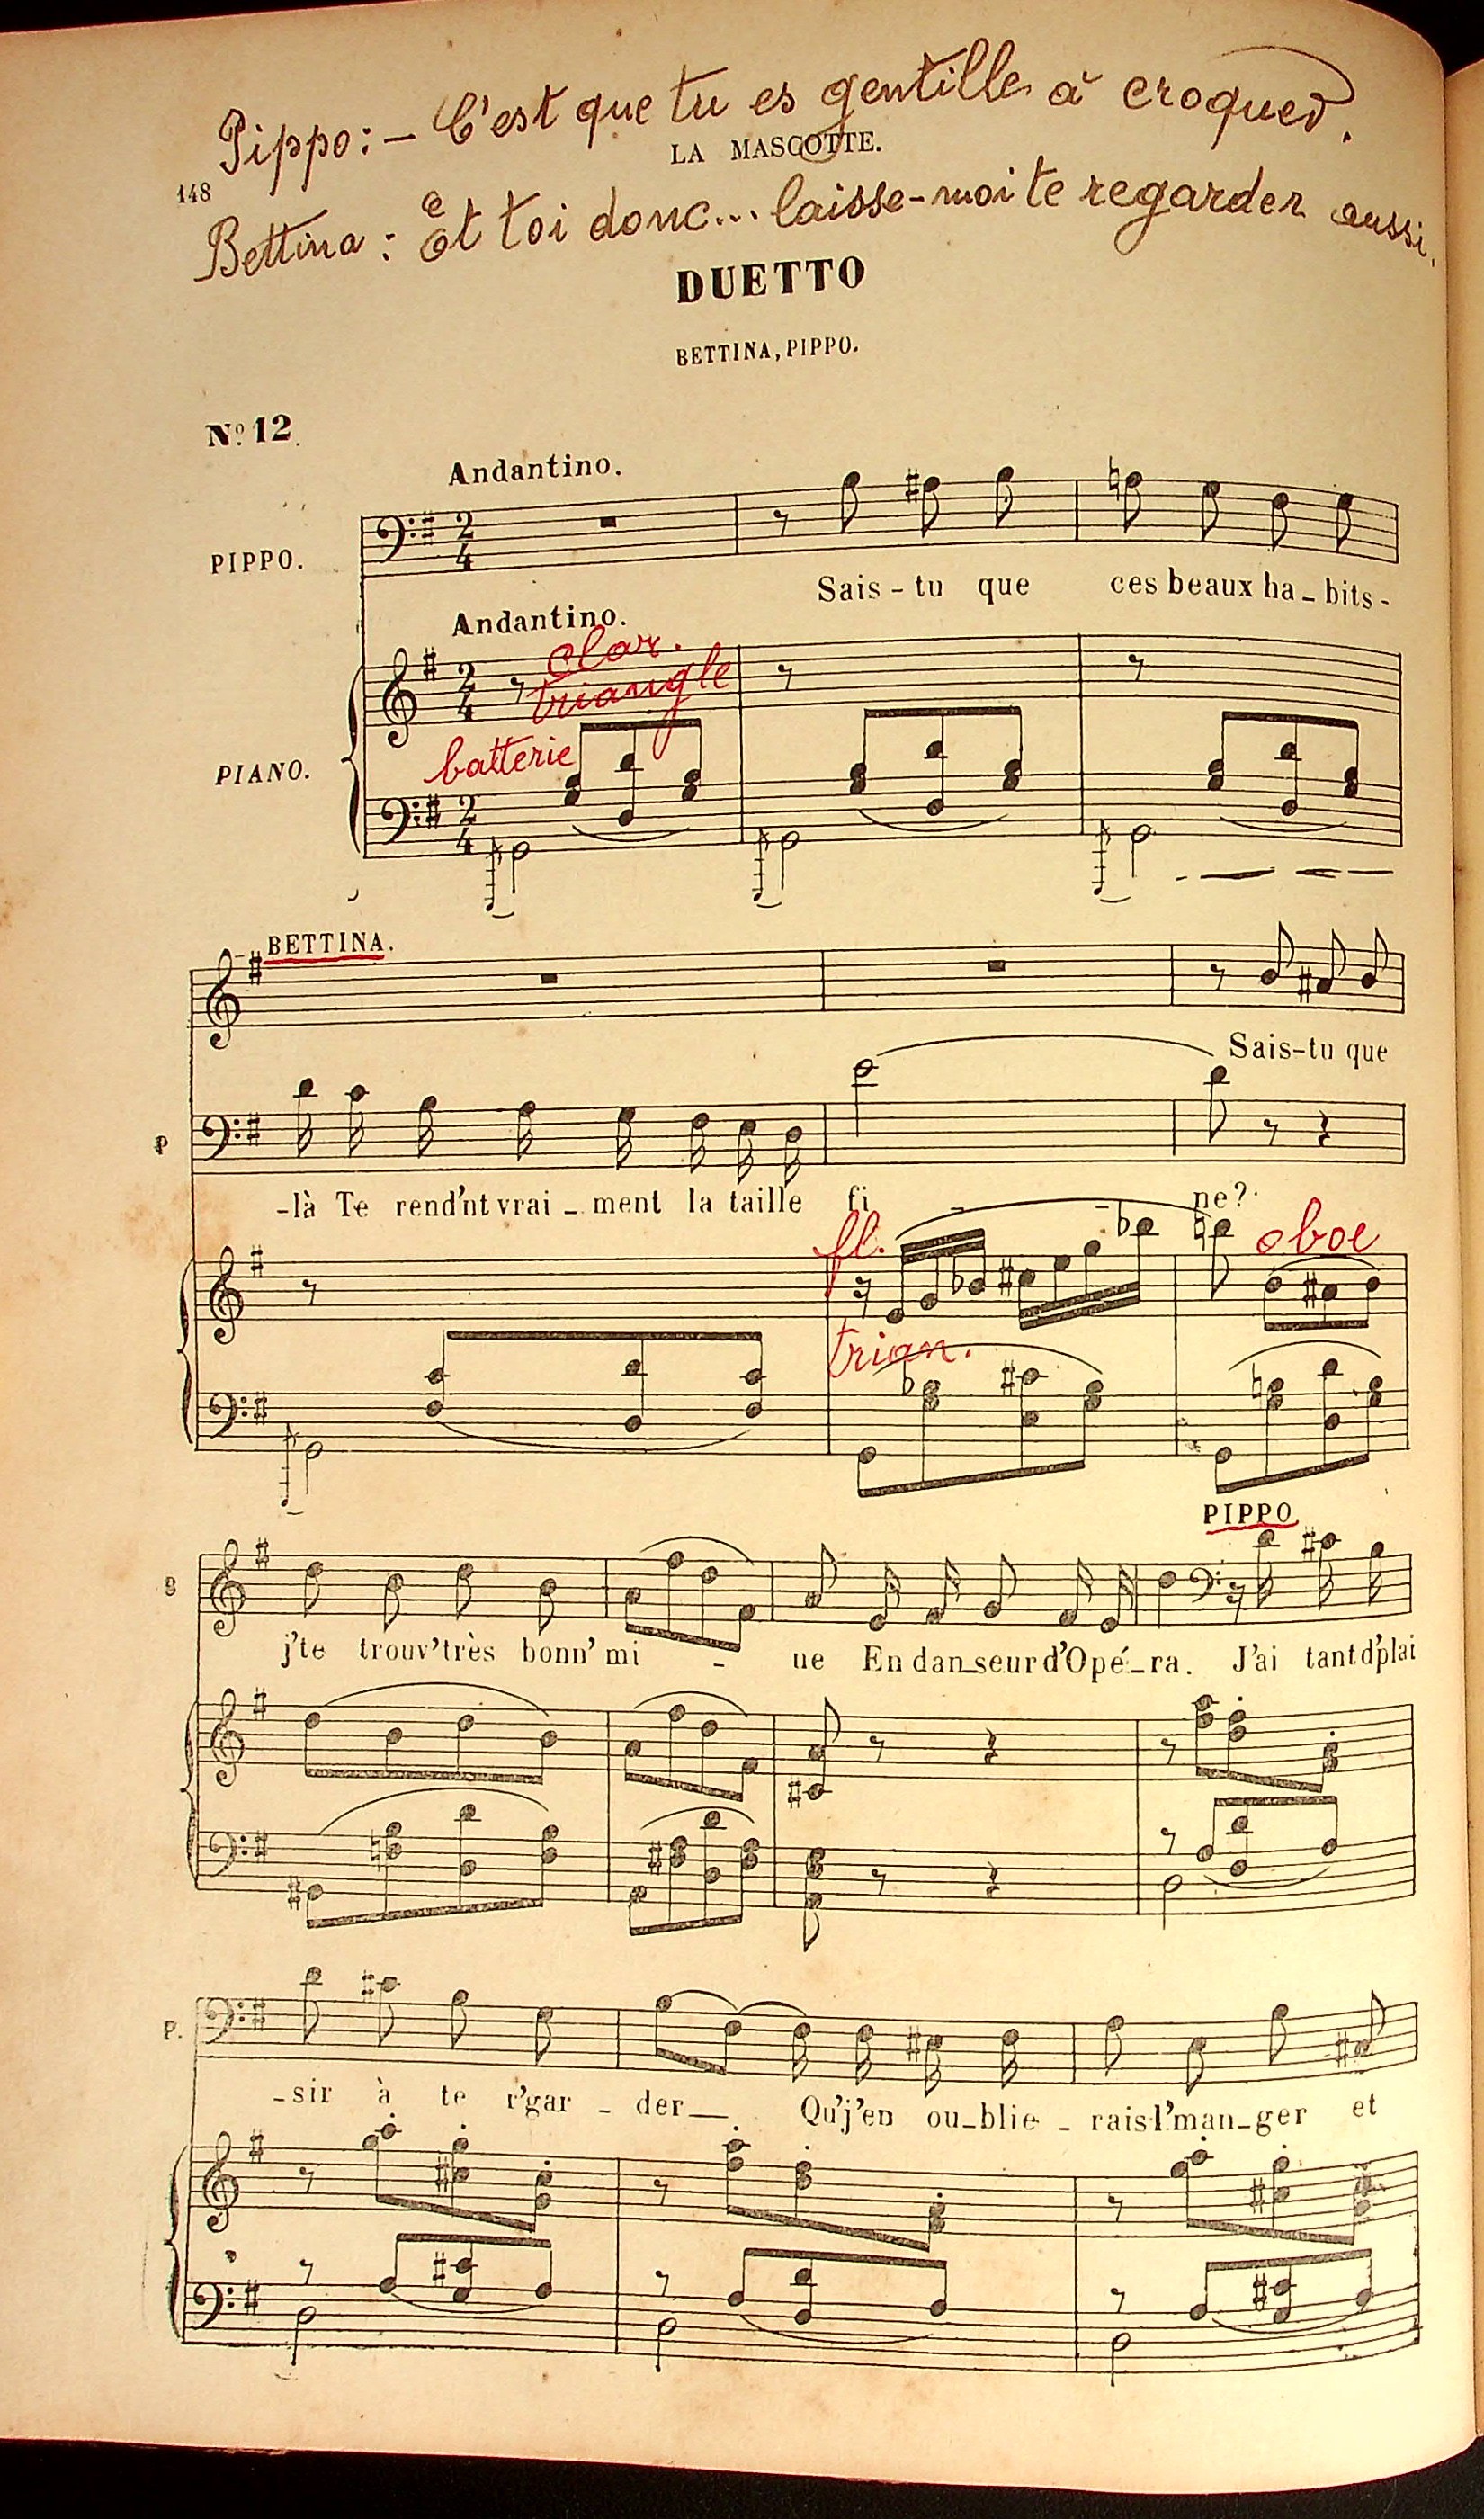 Pippo: – C'est que tu es gentille à croquer.
LA MASCOTTE.
148
Bettina : Et toi donc... laisse-moi te regarder aussi.
DUETTO
BETTINA, PIPPO.
Nº 12.
Andantino.
PIPPO.
Sais - tu que ces beaux ha - bits -
Andantino.
clar.
triangle
batterie
PIANO.
BETTINA.
Sais-tu que
P
-là Te rend'nt vrai - ment la taille fi - - ne?
fl.
oboe
trian.
PIPPO.
j'te trouv' très bonn' mi - ne En dan-seur d'Opé-ra. J'ai tant d'plai
P.
-sir à te r'gar - der—. Qu'j'en ou-blie - rais l'man-ger et